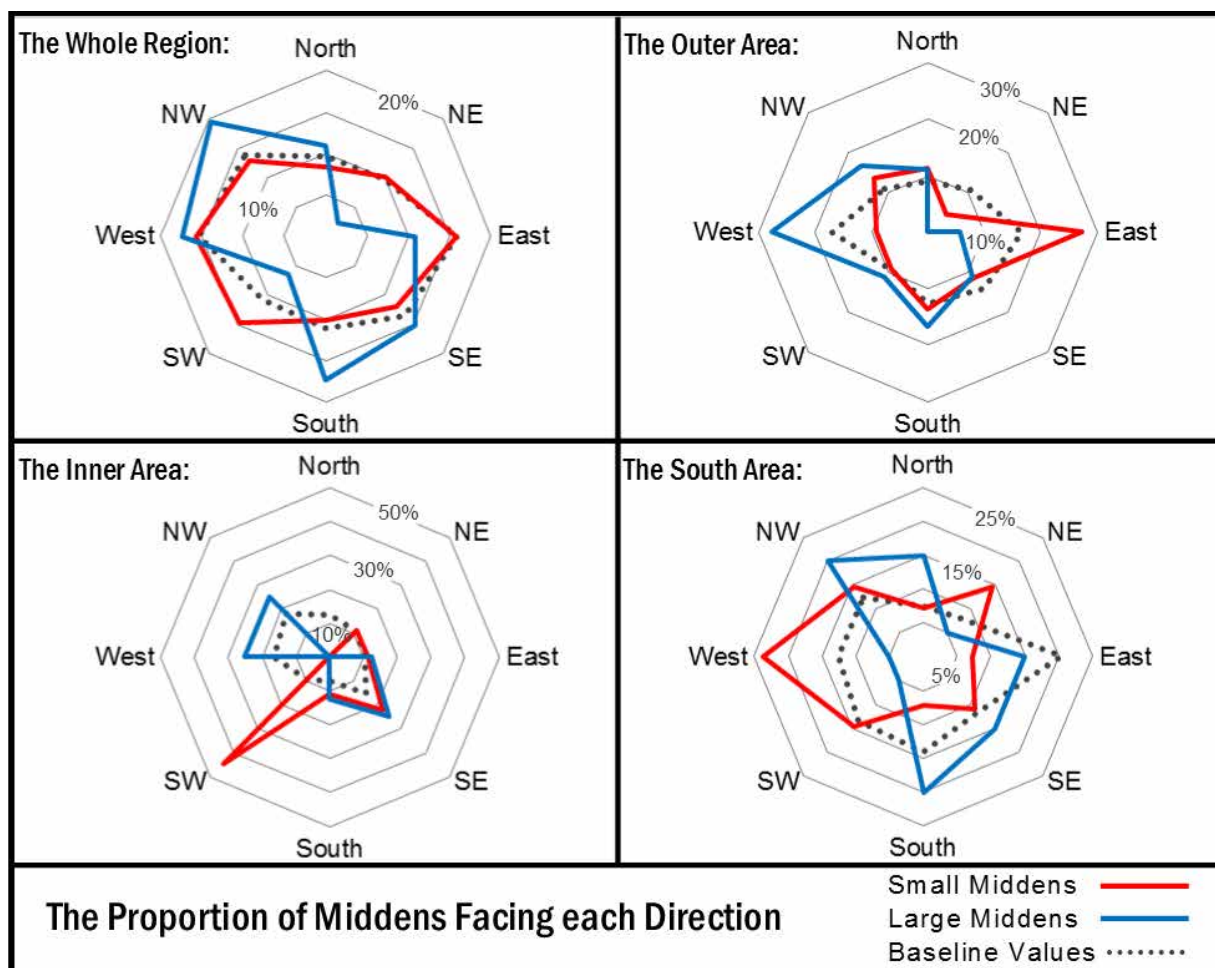 The Whole Region:
North
20%
NW
NE
10%
West
East
SW
SE
South
The Outer Area:
North
30%
NW
NE
20%
West
East
10%
SW
SE
South
The Inner Area:
North
50%
NW
NE
30%
10%
West
East
SW
SE
South
The South Area:
North
25%
NW
NE
15%
West
East
5%
SW
SE
South
The Proportion of Middens Facing each Direction
Small Middens
Large Middens
Baseline Values